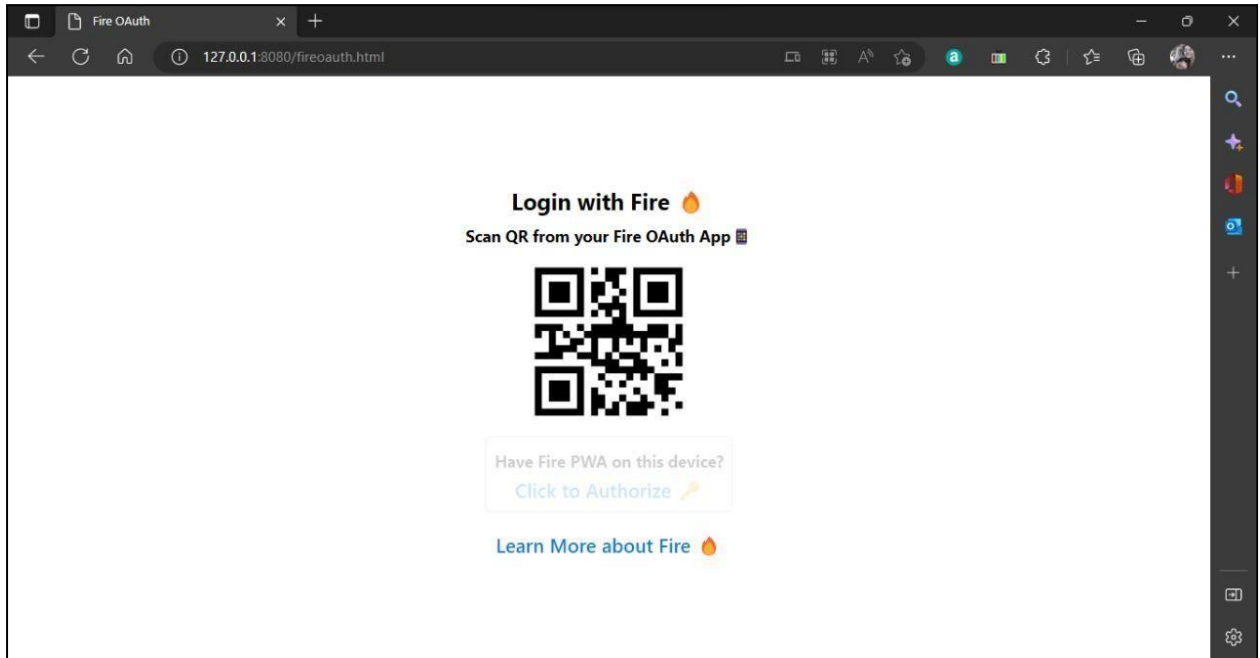 Fire OAuth
127.0.0.1:8080/fireoauth.html
Login with Fire 🔥
Scan QR from your Fire OAuth App
Have Fire PWA on this device?
Click to Authorize 🔑
Learn More about Fire 🔥